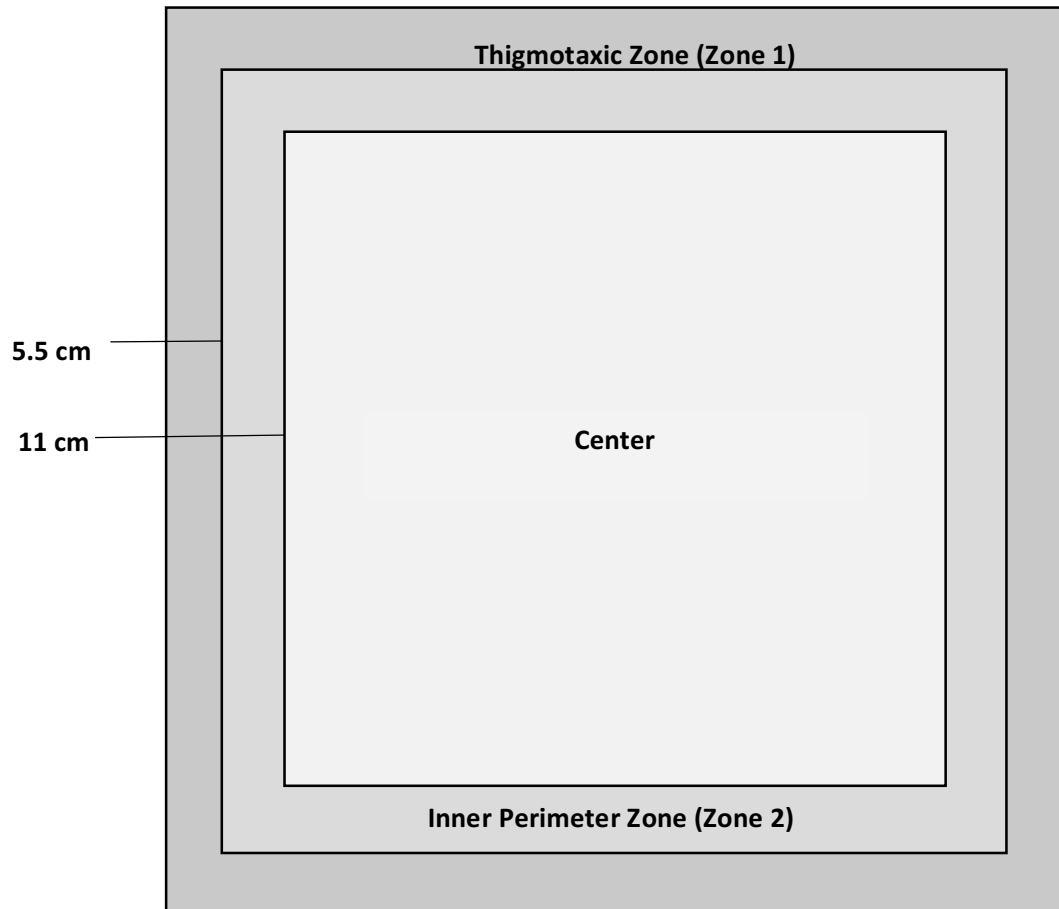 Thigmotaxic Zone (Zone 1)
5.5 cm
11 cm
Center
Inner Perimeter Zone (Zone 2)